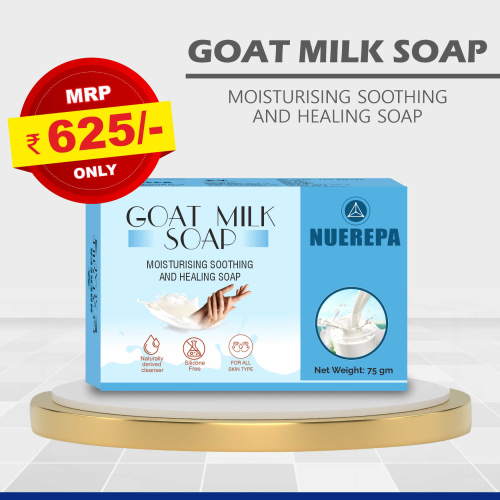 GOAT MILK SOAP
MOISTURISING SOOTHING
AND HEALING SOAP
MRP
₹ 625/-
ONLY
GOAT MILK
SOAP
MOISTURISING SOOTHING
AND HEALING SOAP
Naturally
derived
cleanser
Silicone
Free
FOR ALL
SKIN TYPE
NUEREPA
Net Weight: 75 gm